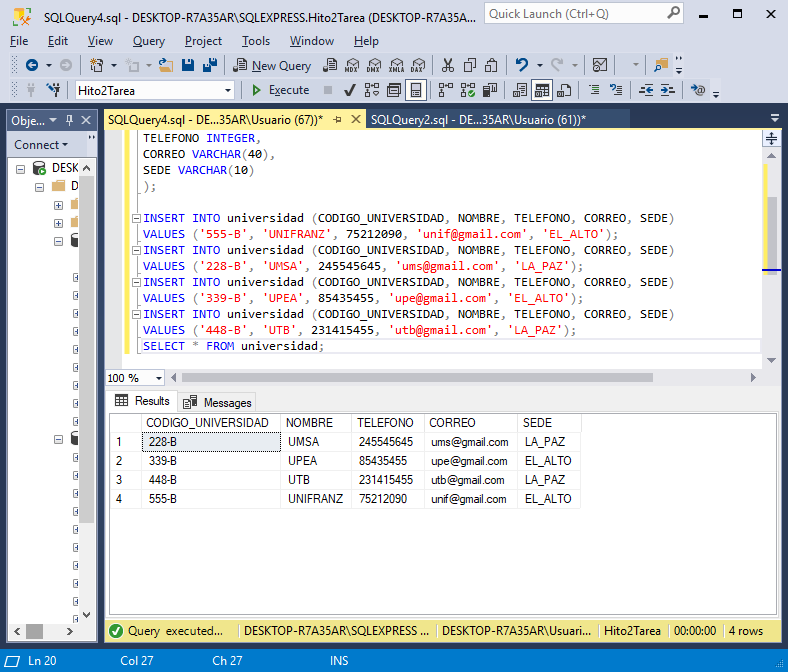 SQLQuery4.sql - DESKTOP-R7A35AR\SQLEXPRESS.Hito2Tarea (DESKTOP-R7A35A...
Quick Launch (Ctrl+Q)
File Edit View Query Project Tools Window Help
New Query MDX DMX XMLA DAX
Hito2Tarea Execute
Obje...
SQLQuery4.sql - DE...35AR\Usuario (67))* SQLQuery2.sql - DE...35AR\Usuario (61))*
Connect
DESK
D
TELEFONO INTEGER,
CORREO VARCHAR(40),
SEDE VARCHAR(10)
);
INSERT INTO universidad (CODIGO_UNIVERSIDAD, NOMBRE, TELEFONO, CORREO, SEDE)
VALUES ('555-B', 'UNIFRANZ', 75212090, 'unif@gmail.com', 'EL_ALTO');
INSERT INTO universidad (CODIGO_UNIVERSIDAD, NOMBRE, TELEFONO, CORREO, SEDE)
VALUES ('228-B', 'UMSA', 245545645, 'ums@gmail.com', 'LA_PAZ');
INSERT INTO universidad (CODIGO_UNIVERSIDAD, NOMBRE, TELEFONO, CORREO, SEDE)
VALUES ('339-B', 'UPEA', 85435455, 'upe@gmail.com', 'EL_ALTO');
INSERT INTO universidad (CODIGO_UNIVERSIDAD, NOMBRE, TELEFONO, CORREO, SEDE)
VALUES ('448-B', 'UTB', 231415455, 'utb@gmail.com', 'LA_PAZ');
SELECT * FROM universidad;
100 %
Results Messages
CODIGO_UNIVERSIDAD NOMBRE TELEFONO CORREO SEDE
1 228-B UMSA 245545645 ums@gmail.com LA_PAZ
2 339-B UPEA 85435455 upe@gmail.com EL_ALTO
3 448-B UTB 231415455 utb@gmail.com LA_PAZ
4 555-B UNIFRANZ 75212090 unif@gmail.com EL_ALTO
Query executed... DESKTOP-R7A35AR\SQLEXPRESS ... DESKTOP-R7A35AR\Usuari... Hito2Tarea 00:00:00 4 rows
Ln 20 Col 27 Ch 27 INS